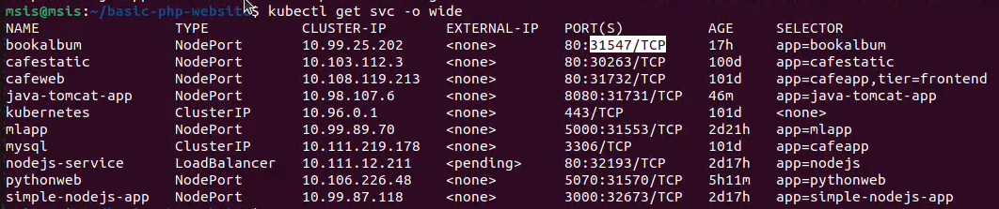 msis@msis:~/basic-php-website$ kubectl get svc -o wide
NAME TYPE CLUSTER-IP EXTERNAL-IP PORT(S) AGE SELECTOR
bookalbum NodePort 10.99.25.202 <none> 80:31547/TCP 17h app=bookalbum
cafestatic NodePort 10.103.112.3 <none> 80:30263/TCP 100d app=cafestatic
cafeweb NodePort 10.108.119.213 <none> 80:31732/TCP 101d app=cafeapp,tier=frontend
java-tomcat-app NodePort 10.98.107.6 <none> 8080:31731/TCP 46m app=java-tomcat-app
kubernetes ClusterIP 10.96.0.1 <none> 443/TCP 101d <none>
mlapp NodePort 10.99.89.70 <none> 5000:31553/TCP 2d21h app=mlapp
mysql ClusterIP 10.111.219.178 <none> 3306/TCP 101d app=cafeapp
nodejs-service LoadBalancer 10.111.12.211 <pending> 80:32193/TCP 2d17h app=nodejs
pythonweb NodePort 10.106.226.48 <none> 5070:31570/TCP 5h11m app=pythonweb
simple-nodejs-app NodePort 10.99.87.118 <none> 3000:32673/TCP 2d17h app=simple-nodejs-app